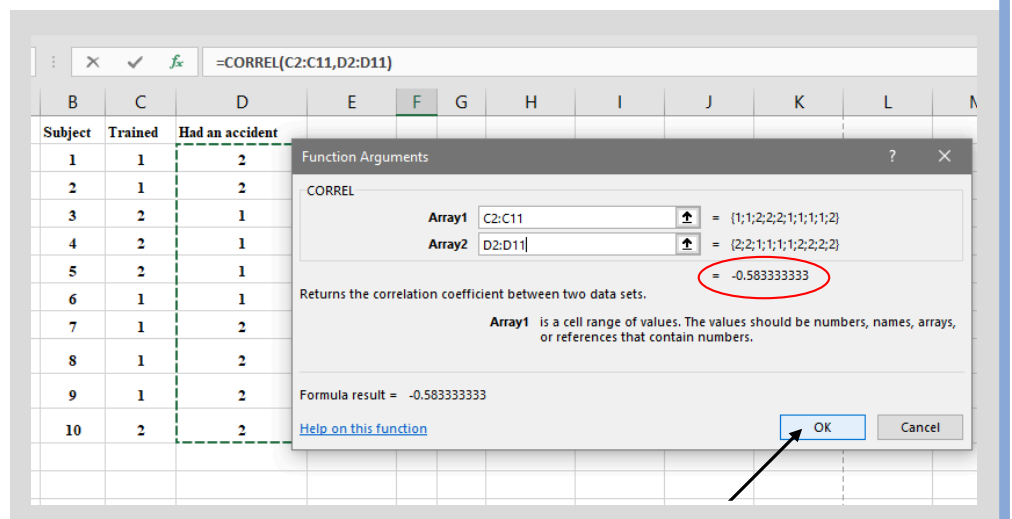 fx =CORREL(C2:C11,D2:D11)
B C D E F G H I J K L
Subject Trained Had an accident
1 1 2
2 1 2
3 2 1
4 2 1
5 2 1
6 1 1
7 1 2
8 1 2
9 1 2
10 2 2
Function Arguments ? ×
CORREL
Array1 C2:C11 = {1;1;2;2;2;1;1;1;1;2}
Array2 D2:D11 = {2;2;1;1;1;1;2;2;2;2}
= -0.583333333
Returns the correlation coefficient between two data sets.
Array1 is a cell range of values. The values should be numbers, names, arrays,
or references that contain numbers.
Formula result = -0.583333333
Help on this function OK Cancel